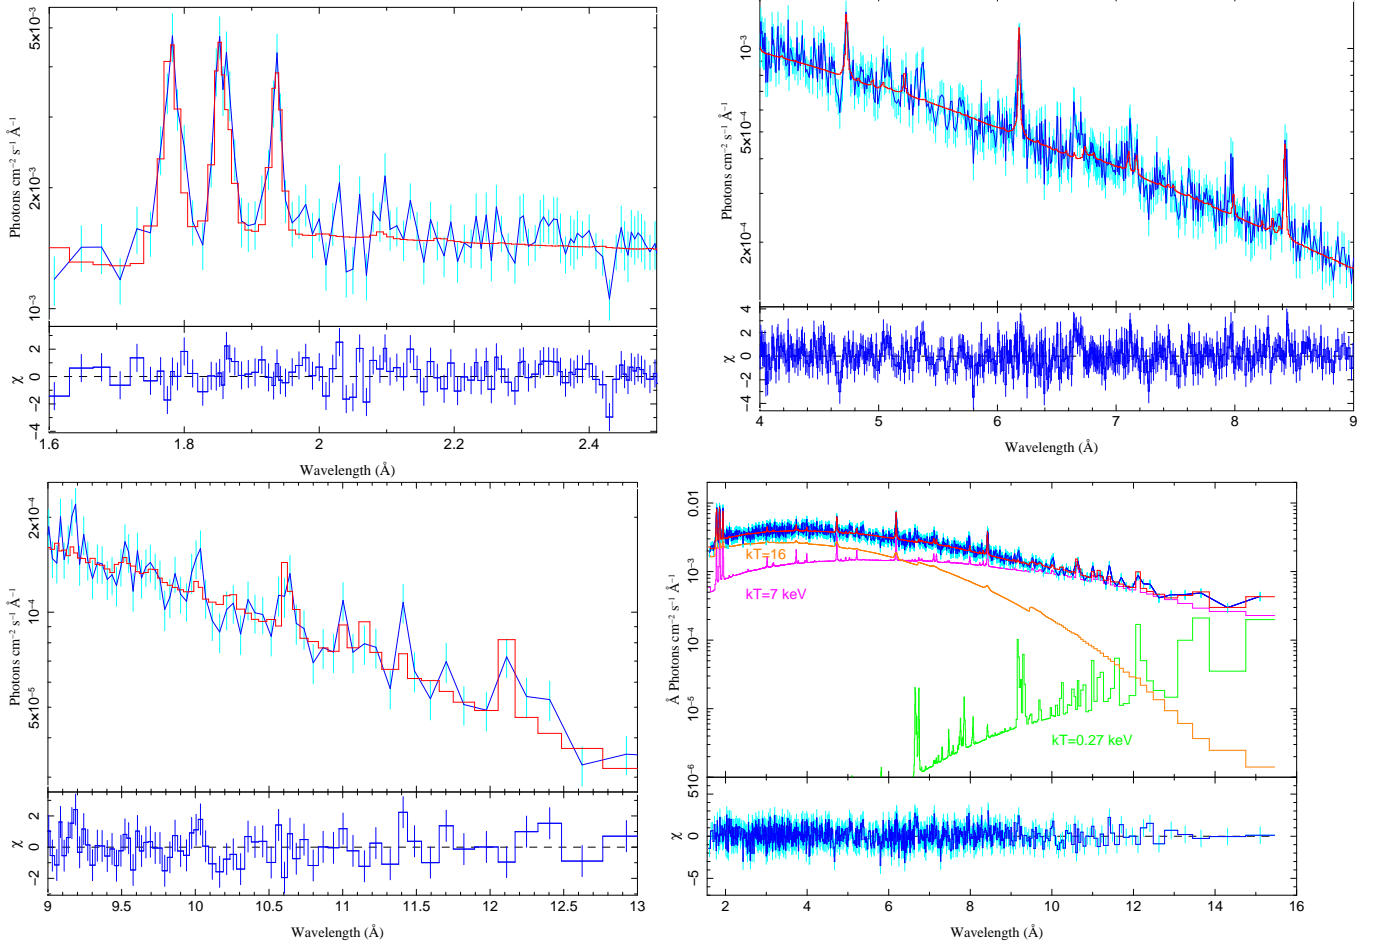 5×10⁻³
2×10⁻³
10⁻³
Photons cm⁻² s⁻¹ Å⁻¹
2
0
−2
−4
χ
1.6 1.8 2 2.2 2.4
Wavelength (Å)
10⁻³
5×10⁻⁴
2×10⁻⁴
Photons cm⁻² s⁻¹ Å⁻¹
4
2
0
−2
−4
χ
4 5 6 7 8 9
Wavelength (Å)
2×10⁻⁴
10⁻⁴
5×10⁻⁵
Photons cm⁻² s⁻¹ Å⁻¹
2
0
−2
χ
9 9.5 10 10.5 11 11.5 12 12.5 13
Wavelength (Å)
0.01
10⁻³
10⁻⁴
10⁻⁵
10⁻⁶
Å Photons cm⁻² s⁻¹ Å⁻¹
kT=16
kT=7 keV
kT=0.27 keV
5
0
−5
χ
2 4 6 8 10 12 14 16
Wavelength (Å)